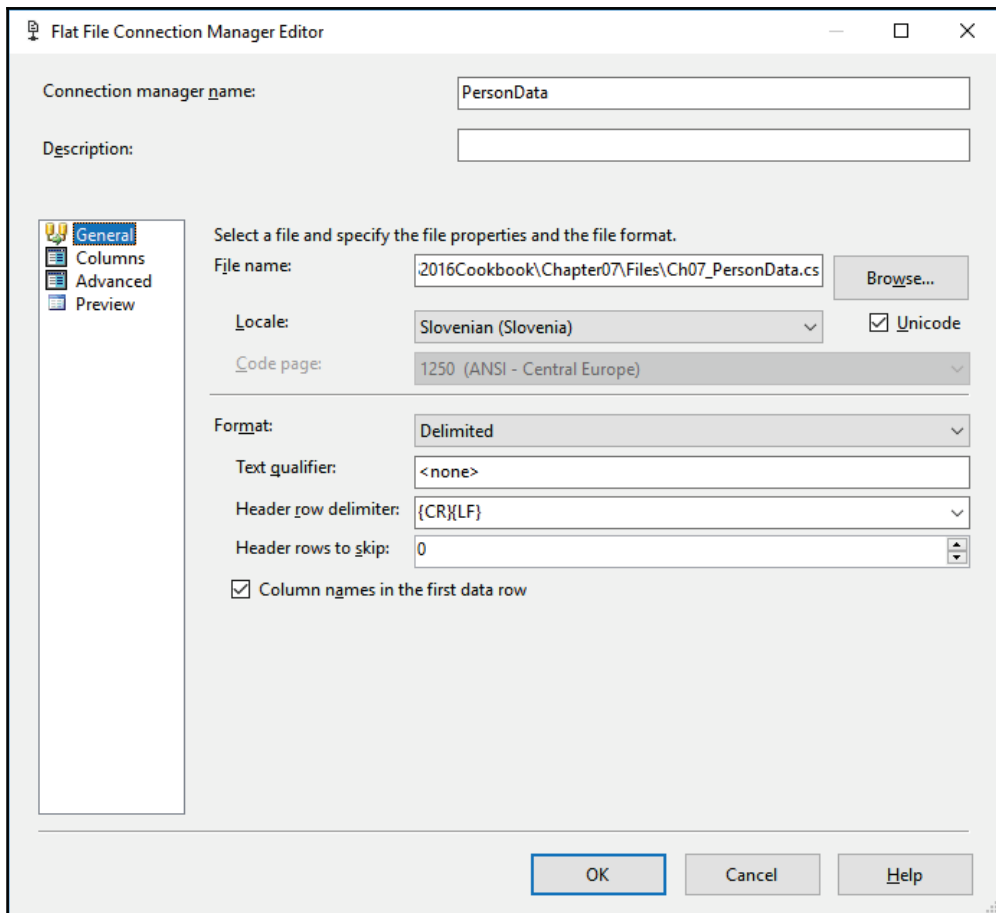 Flat File Connection Manager Editor
Connection manager name: PersonData
Description:
General
Columns
Advanced
Preview
Select a file and specify the file properties and the file format.
File name: 2016Cookbook\Chapter07\Files\Ch07_PersonData.cs Browse...
Locale: Slovenian (Slovenia) Unicode
Code page: 1250 (ANSI - Central Europe)
Format: Delimited
Text qualifier: <none>
Header row delimiter: {CR}{LF}
Header rows to skip: 0
Column names in the first data row
OK Cancel Help